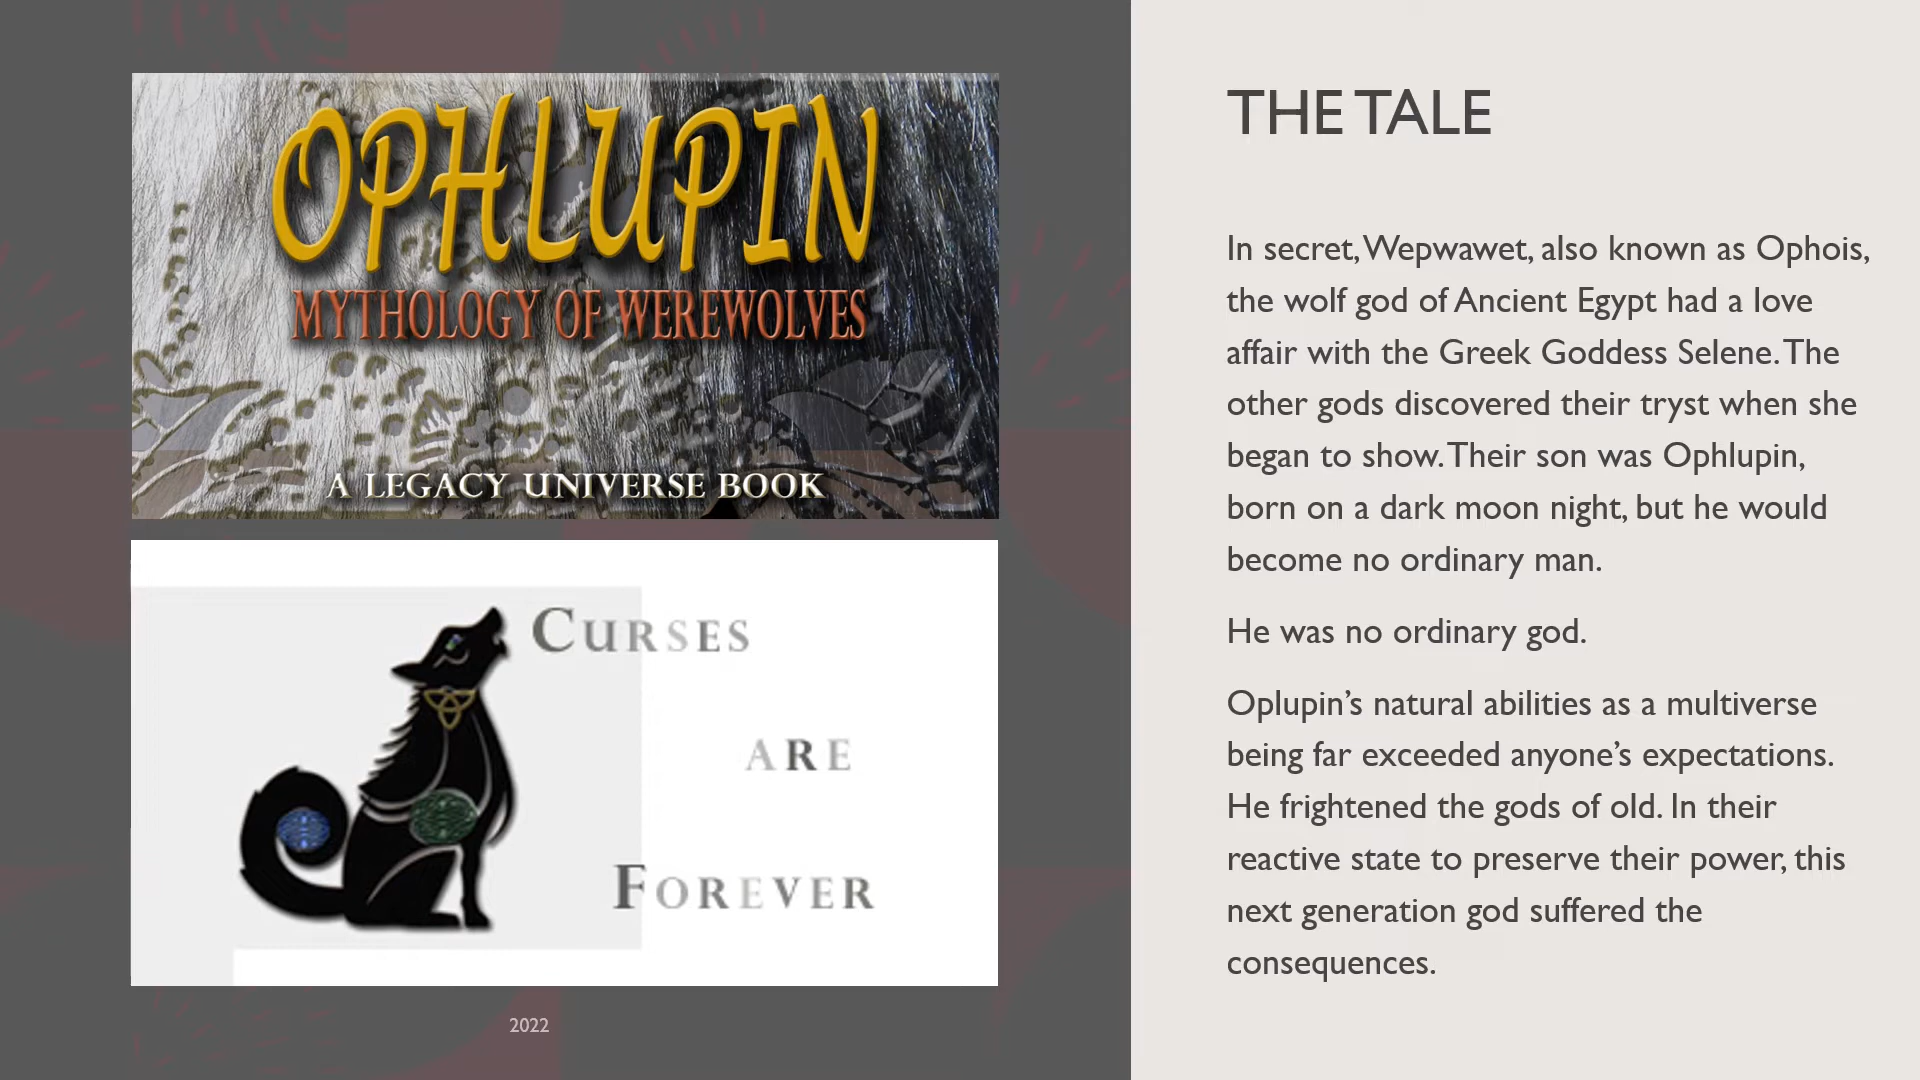 OPHLUPIN
MYTHOLOGY OF WEREWOLVES
A LEGACY UNIVERSE BOOK
CURSES
ARE
FOREVER
2022
THE TALE
In secret, Wepwawet, also known as Ophois,
the wolf god of Ancient Egypt had a love
affair with the Greek Goddess Selene. The
other gods discovered their tryst when she
began to show. Their son was Ophlupin,
born on a dark moon night, but he would
become no ordinary man.
He was no ordinary god.
Oplupin’s natural abilities as a multiverse
being far exceeded anyone’s expectations.
He frightened the gods of old. In their
reactive state to preserve their power, this
next generation god suffered the
consequences.